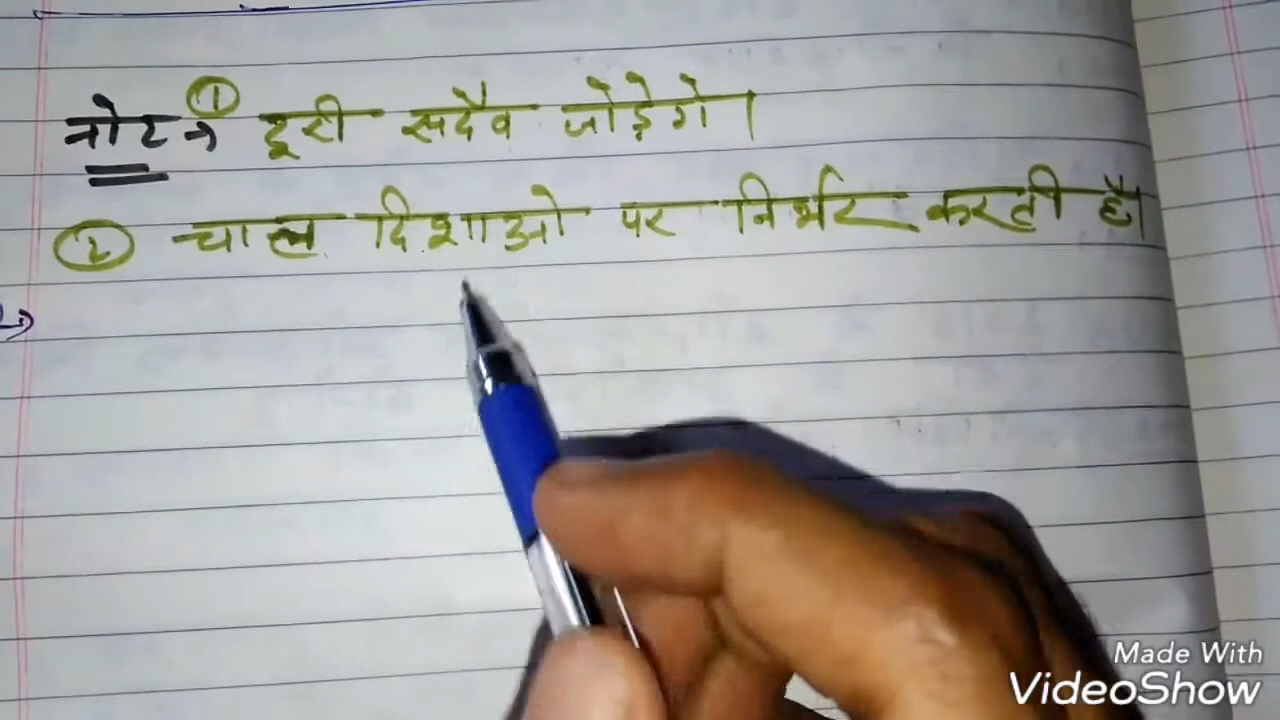 नोट → ① दूरी सदैव जोड़ेगे।
② चाल दिशाओ पर निर्भर करती है।
Made With
VideoShow